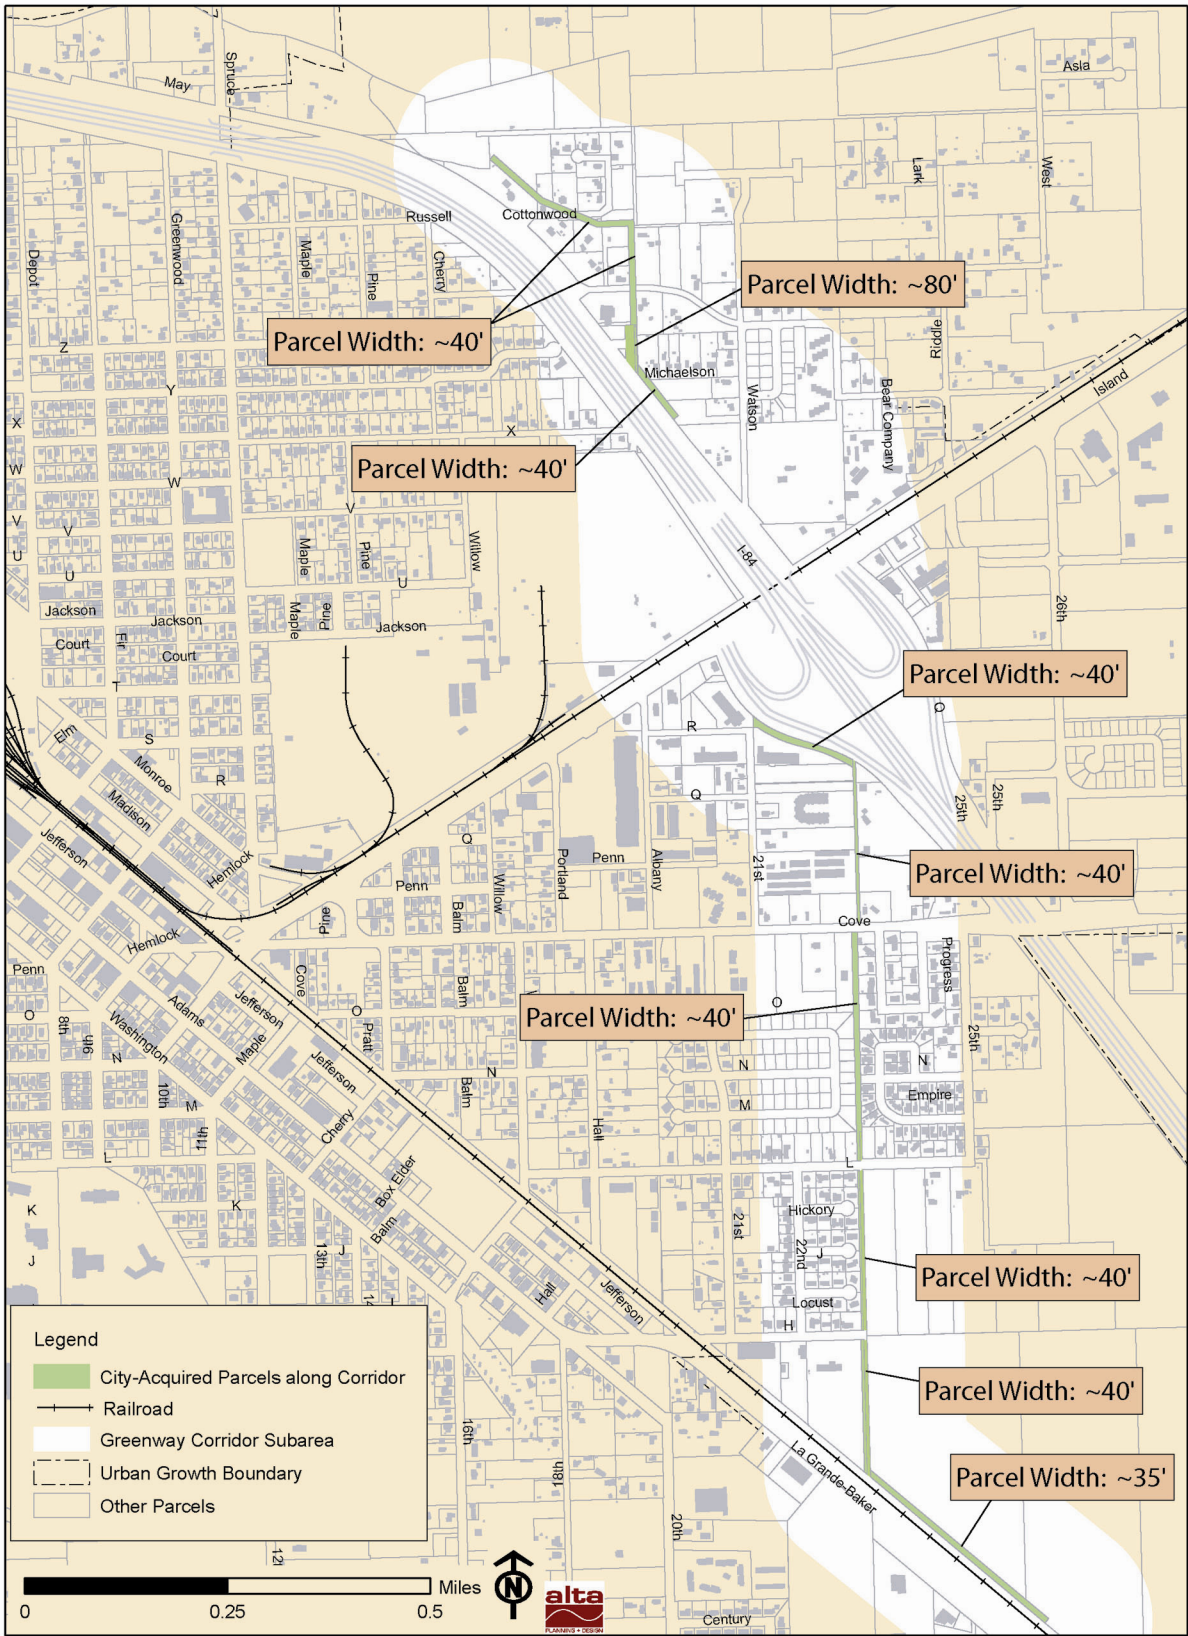 May
Spruce
Asla
Lark
West
Russell
Cottonwood
Greenwood
Depot
Maple
Pine
Cherry
Parcel Width: ~80'
Parcel Width: ~40'
Riddle
Z
Michaelson
Island
Y
Watson
Bear Company
X
X
Parcel Width: ~40'
W
W
V
V
V
U
U
U
Maple
Pine
Willow
I-84
Jackson
Jackson
Maple
Pine
Jackson
26th
Court
Fir
Court
Parcel Width: ~40'
T
Q
Elm
S
R
Monroe
R
Madison
Q
25th
25th
Jefferson
Q
Hemlock
Penn
Albany
21st
Portland
Willow
Penn
Balm
Parcel Width: ~40'
Pine
Cove
Hemlock
Progress
Penn
Cove
Balm
O
Adams
Jefferson
O
O
Parcel Width: ~40'
8th
Washington
Pratt
25th
9th
N
Maple
Jefferson
N
N
N
10th
Balm
M
Empire
M
Cherry
Hall
11th
L
L
Box Elder
K
K
Hickory
Balm
21st
22nd
J
13th
J
J
Parcel Width: ~40'
Hall
Jefferson
Locust
14
H
Legend
City-Acquired Parcels along Corridor
Parcel Width: ~40'
Railroad
Greenway Corridor Subarea
16th
La Grande-Baker
Urban Growth Boundary
18th
Parcel Width: ~35'
Other Parcels
20th
Miles
N
alta
PLANNING + DESIGN
0
0.25
0.5
Century